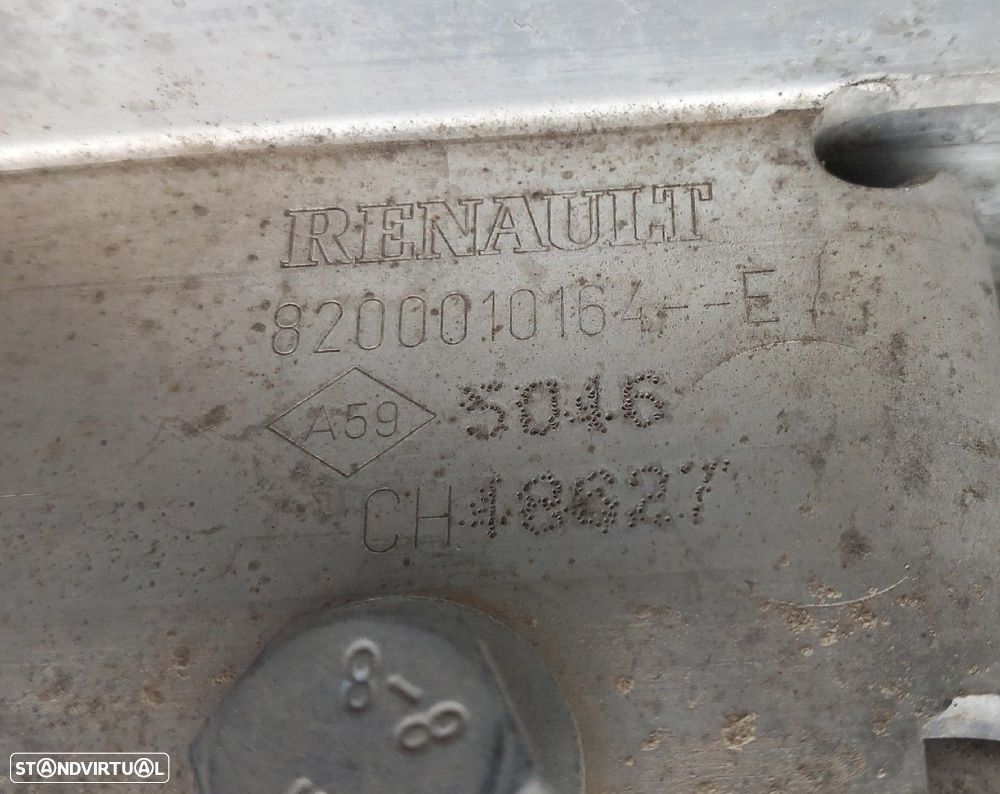 RENAULT
8200010164--E
A59 5046
CH 18627
8-8
STANDVIRTUAL